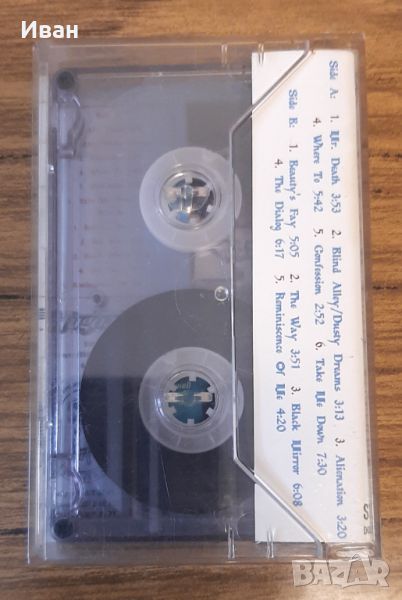 Иван
Side A: 1. Mr. Death 3:53 2. Blind Alley/Dusty Dreams 3:13 3. Alienation 3:20
4. Where To 5:42 5. Confession 2:52 6. Take Me Down 7:30
Side B: 1. Beauty's Fay 5:05 2. The Way 3:51 3. Black Mirror 6:08
4. The Dialog 6:17 5. Reminiscence Of Me 4:20
BAZAR